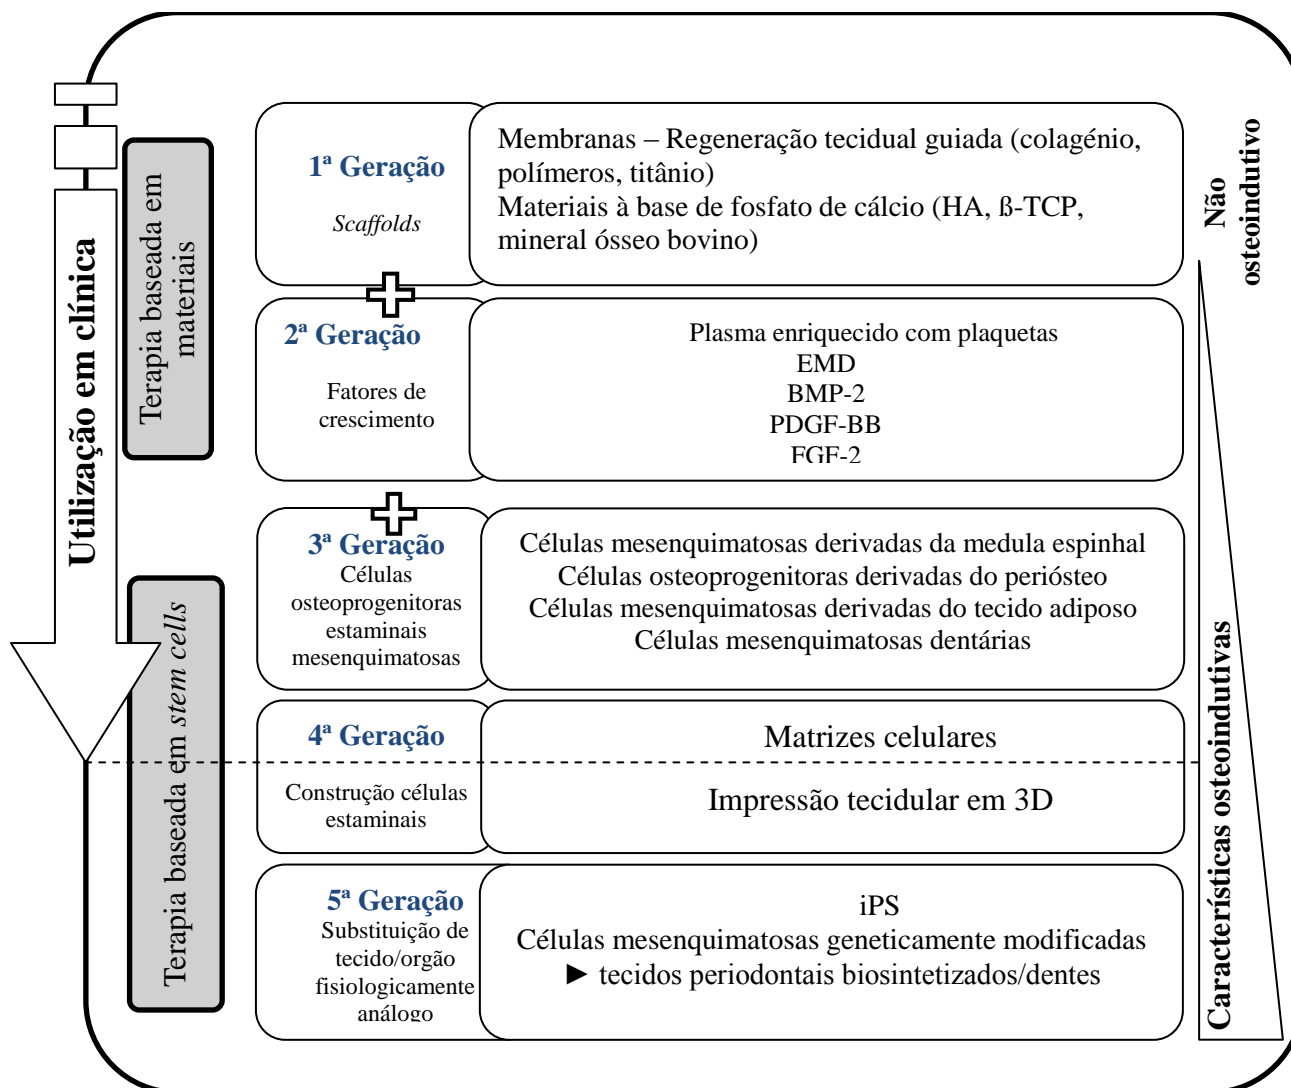 Utilização em clínica
Terapia baseada em
materiais
1ª Geração
Scaffolds
Membranas – Regeneração tecidual guiada (colagénio,
polímeros, titânio)
Materiais à base de fosfato de cálcio (HA, ß-TCP,
mineral ósseo bovino)
Não
osteoindutivo
2ª Geração
Fatores de
crescimento
Plasma enriquecido com plaquetas
EMD
BMP-2
PDGF-BB
FGF-2
Terapia baseada em stem cells
3ª Geração
Células
osteoprogenitoras
estaminais
mesenquimatosas
Células mesenquimatosas derivadas da medula espinhal
Células osteoprogenitoras derivadas do periósteo
Células mesenquimatosas derivadas do tecido adiposo
Células mesenquimatosas dentárias
4ª Geração
Construção células
estaminais
Matrizes celulares
Impressão tecidular em 3D
5ª Geração
Substituição de
tecido/orgão
fisiologicamente
análogo
iPS
Células mesenquimatosas geneticamente modificadas
► tecidos periodontais biosintetizados/dentes
Características osteoindutivas